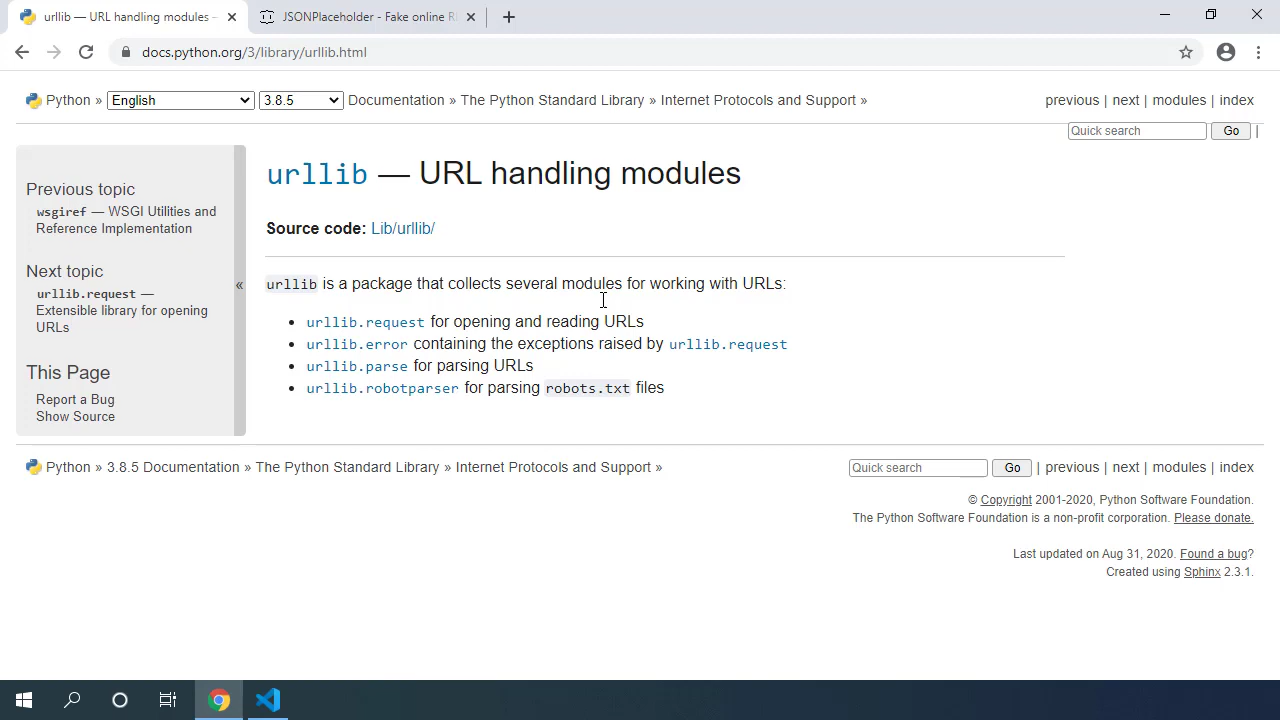 urllib — URL handling modules –
JSONPlaceholder - Fake online R
docs.python.org/3/library/urllib.html
Python » English 3.8.5 Documentation » The Python Standard Library » Internet Protocols and Support »
previous | next | modules | index
Quick search Go |
Previous topic
wsgiref — WSGI Utilities and
Reference Implementation
Next topic
urllib.request —
Extensible library for opening
URLs
This Page
Report a Bug
Show Source
«
urllib — URL handling modules
Source code: Lib/urllib/
urllib is a package that collects several modules for working with URLs:
• urllib.request for opening and reading URLs
• urllib.error containing the exceptions raised by urllib.request
• urllib.parse for parsing URLs
• urllib.robotparser for parsing robots.txt files
Python » 3.8.5 Documentation » The Python Standard Library » Internet Protocols and Support »
Quick search Go | previous | next | modules | index
© Copyright 2001-2020, Python Software Foundation.
The Python Software Foundation is a non-profit corporation. Please donate.
Last updated on Aug 31, 2020. Found a bug?
Created using Sphinx 2.3.1.